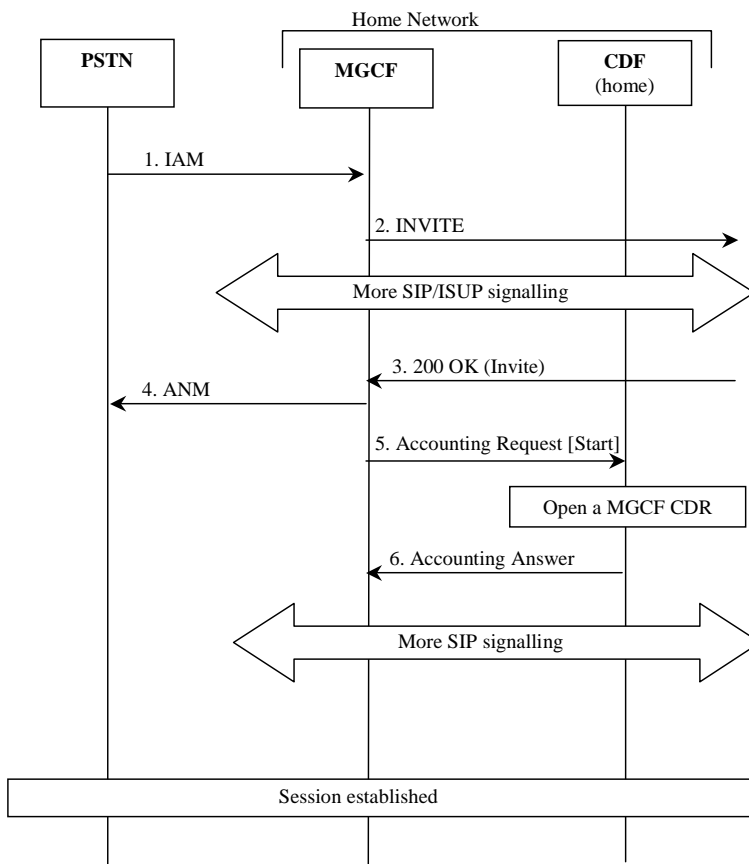 Home Network
PSTN
MGCF
CDF
(home)
1. IAM
2. INVITE
More SIP/ISUP signalling
3. 200 OK (Invite)
4. ANM
5. Accounting Request [Start]
Open a MGCF CDR
6. Accounting Answer
More SIP signalling
Session established